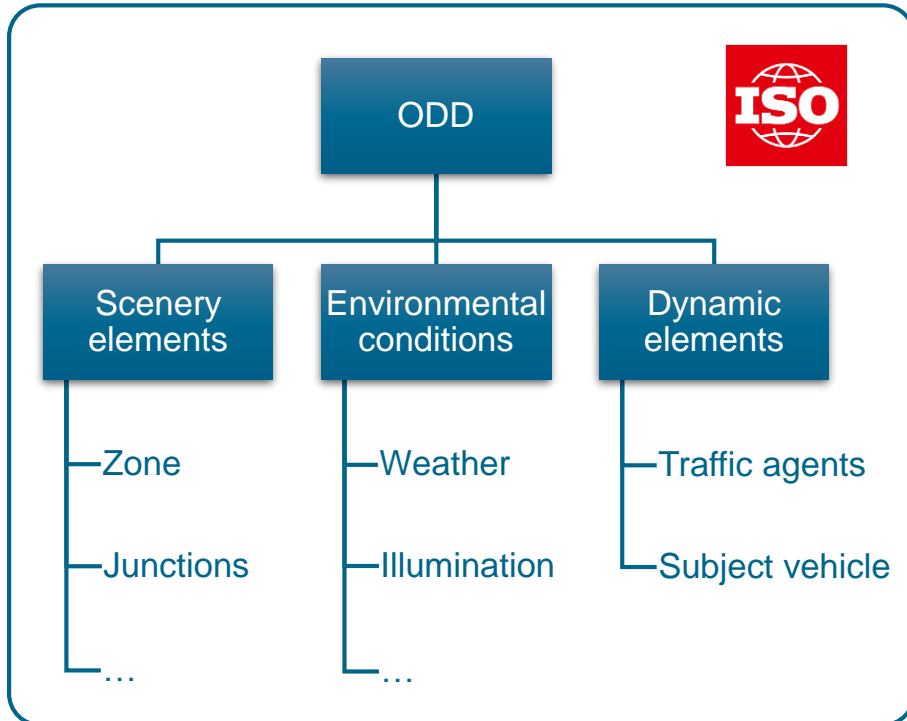 ODD
ISO
Scenery
elements
Environmental
conditions
Dynamic
elements
Zone
Weather
Traffic agents
Junctions
Illumination
Subject vehicle
…
…